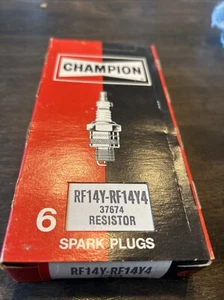 CHAMPION
RF14Y-RF14Y4
37674
RESISTOR
6
SPARK PLUGS
RF14Y-RF14Y4